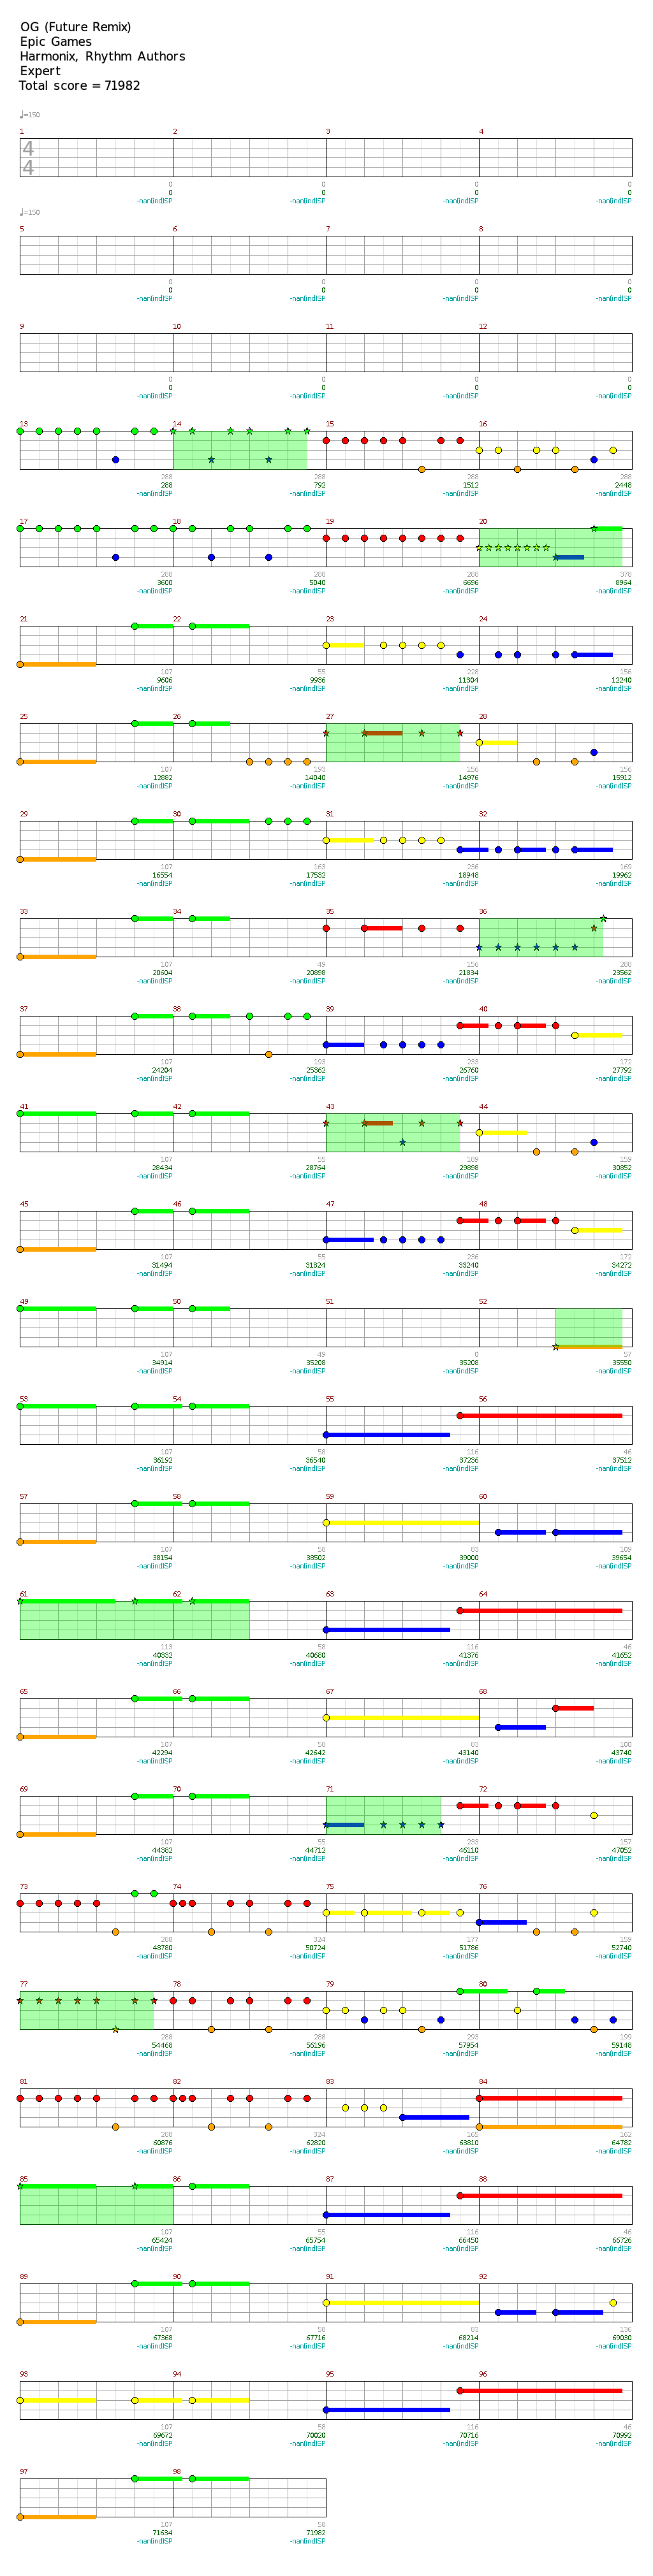 OG (Future Remix)
Epic Games
Harmonix, Rhythm Authors
Expert
Total score = 71982
♩=150
1 2 3 4
4
4
0 0 0 0
0 0 0 0
-nan(ind)SP -nan(ind)SP -nan(ind)SP -nan(ind)SP
♩=150
5 6 7 8
0 0 0 0
0 0 0 0
-nan(ind)SP -nan(ind)SP -nan(ind)SP -nan(ind)SP
9 10 11 12
0 0 0 0
0 0 0 0
-nan(ind)SP -nan(ind)SP -nan(ind)SP -nan(ind)SP
13 14 15 16
288 288 288 288
288 792 1512 2448
-nan(ind)SP -nan(ind)SP -nan(ind)SP -nan(ind)SP
17 18 19 20
288 288 288 378
3600 5040 6696 8964
-nan(ind)SP -nan(ind)SP -nan(ind)SP -nan(ind)SP
21 22 23 24
107 55 228 156
9606 9936 11304 12240
-nan(ind)SP -nan(ind)SP -nan(ind)SP -nan(ind)SP
25 26 27 28
107 193 156 156
12882 14040 14976 15912
-nan(ind)SP -nan(ind)SP -nan(ind)SP -nan(ind)SP
29 30 31 32
107 163 236 169
16554 17532 18948 19962
-nan(ind)SP -nan(ind)SP -nan(ind)SP -nan(ind)SP
33 34 35 36
107 49 156 288
20604 20898 21834 23562
-nan(ind)SP -nan(ind)SP -nan(ind)SP -nan(ind)SP
37 38 39 40
107 193 233 172
24204 25362 26760 27792
-nan(ind)SP -nan(ind)SP -nan(ind)SP -nan(ind)SP
41 42 43 44
107 55 189 159
28434 28764 29898 30852
-nan(ind)SP -nan(ind)SP -nan(ind)SP -nan(ind)SP
45 46 47 48
107 55 236 172
31494 31824 33240 34272
-nan(ind)SP -nan(ind)SP -nan(ind)SP -nan(ind)SP
49 50 51 52
107 49 0 57
34914 35208 35208 35550
-nan(ind)SP -nan(ind)SP -nan(ind)SP -nan(ind)SP
53 54 55 56
107 58 116 46
36192 36540 37236 37512
-nan(ind)SP -nan(ind)SP -nan(ind)SP -nan(ind)SP
57 58 59 60
107 58 83 109
38154 38502 39000 39654
-nan(ind)SP -nan(ind)SP -nan(ind)SP -nan(ind)SP
61 62 63 64
113 58 116 46
40332 40680 41376 41652
-nan(ind)SP -nan(ind)SP -nan(ind)SP -nan(ind)SP
65 66 67 68
107 58 83 100
42294 42642 43140 43740
-nan(ind)SP -nan(ind)SP -nan(ind)SP -nan(ind)SP
69 70 71 72
107 55 233 157
44382 44712 46110 47052
-nan(ind)SP -nan(ind)SP -nan(ind)SP -nan(ind)SP
73 74 75 76
288 324 177 159
48780 50724 51786 52740
-nan(ind)SP -nan(ind)SP -nan(ind)SP -nan(ind)SP
77 78 79 80
288 288 293 199
54468 56196 57954 59148
-nan(ind)SP -nan(ind)SP -nan(ind)SP -nan(ind)SP
81 82 83 84
288 324 165 162
60876 62820 63810 64782
-nan(ind)SP -nan(ind)SP -nan(ind)SP -nan(ind)SP
85 86 87 88
107 55 116 46
65424 65754 66450 66726
-nan(ind)SP -nan(ind)SP -nan(ind)SP -nan(ind)SP
89 90 91 92
107 58 83 136
67368 67716 68214 69030
-nan(ind)SP -nan(ind)SP -nan(ind)SP -nan(ind)SP
93 94 95 96
107 58 116 46
69672 70020 70716 70992
-nan(ind)SP -nan(ind)SP -nan(ind)SP -nan(ind)SP
97 98
107 58
71634 71982
-nan(ind)SP -nan(ind)SP